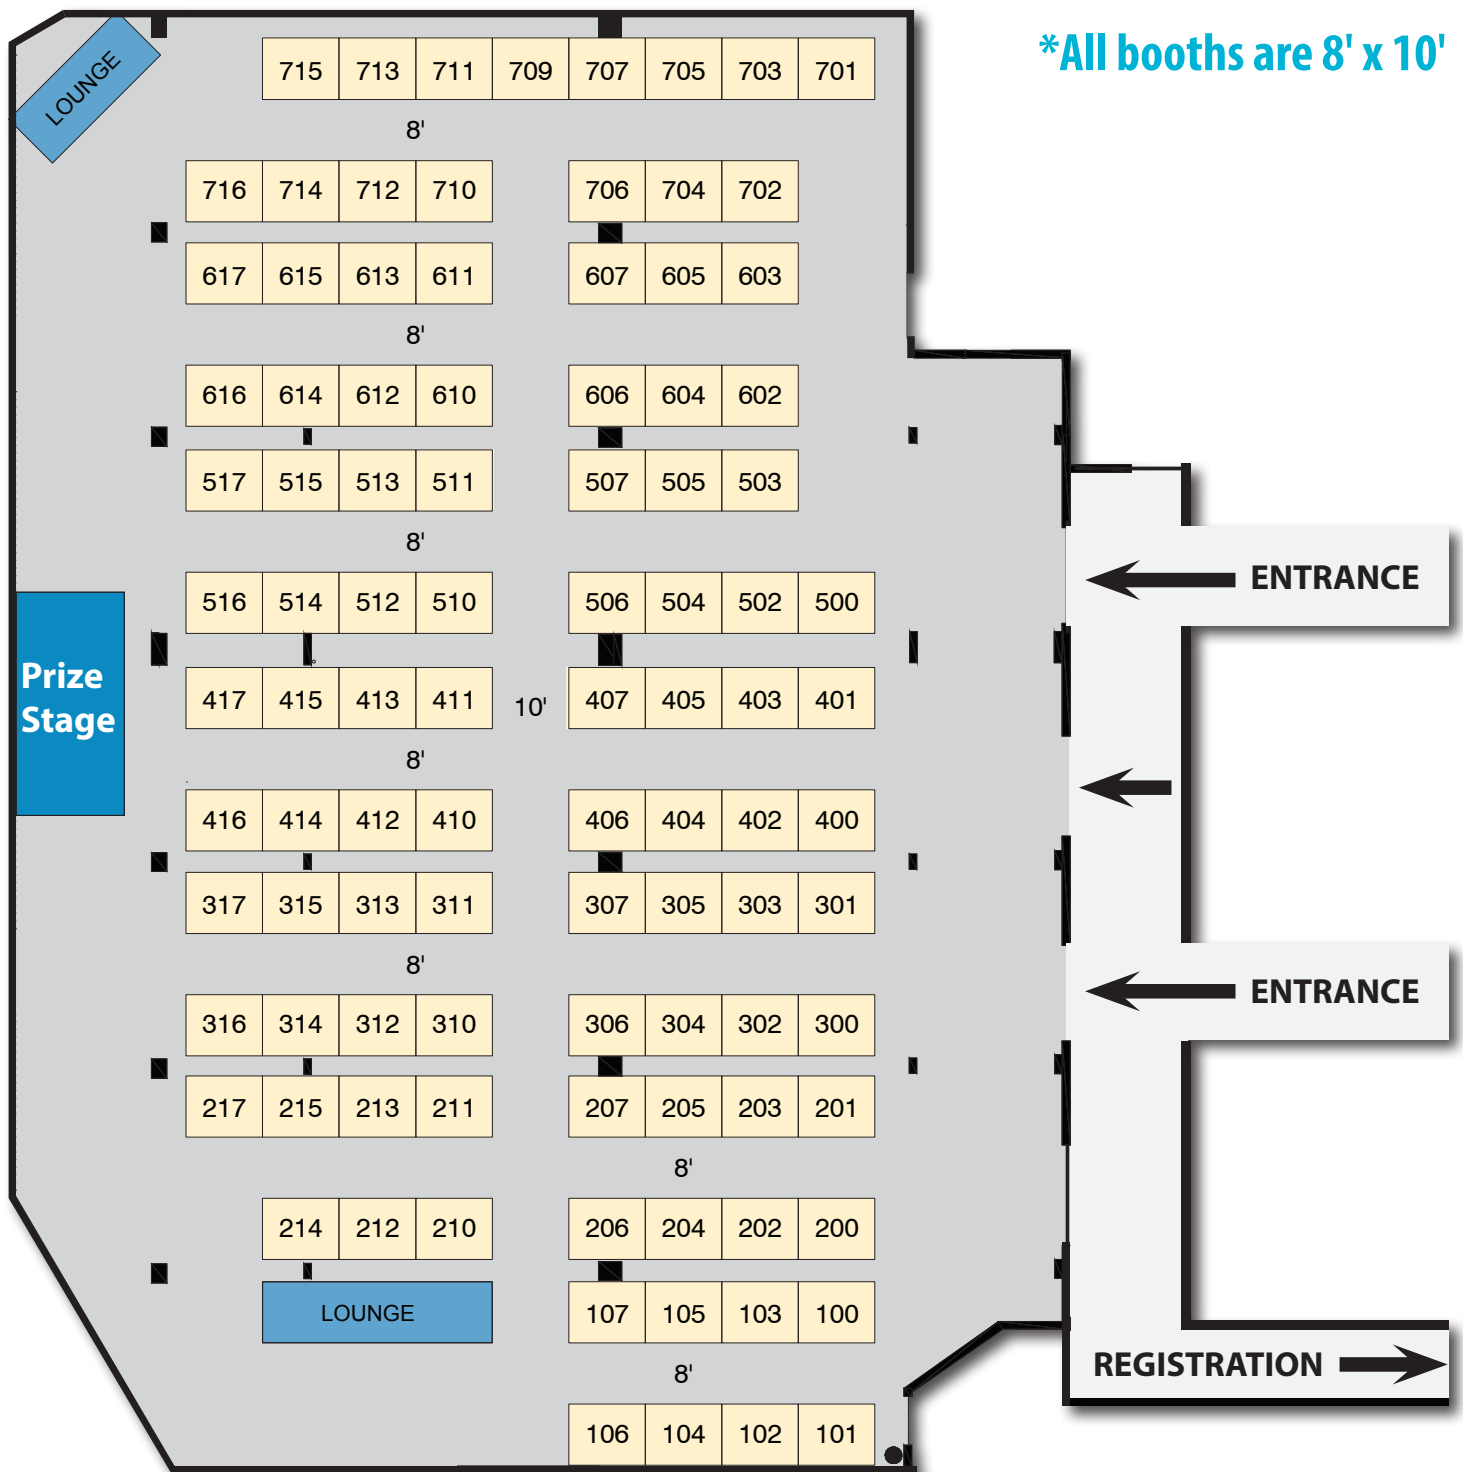 *All booths are 8' x 10'
LOUNGE
715 713 711 709 707 705 703 701
8'
716 714 712 710 706 704 702
617 615 613 611 607 605 603
8'
616 614 612 610 606 604 602
517 515 513 511 507 505 503
8'
ENTRANCE
516 514 512 510 506 504 502 500
Prize
Stage
417 415 413 411 10' 407 405 403 401
8'
416 414 412 410 406 404 402 400
317 315 313 311 307 305 303 301
8'
ENTRANCE
316 314 312 310 306 304 302 300
217 215 213 211 207 205 203 201
8'
214 212 210 206 204 202 200
LOUNGE 107 105 103 100
REGISTRATION
8'
106 104 102 101